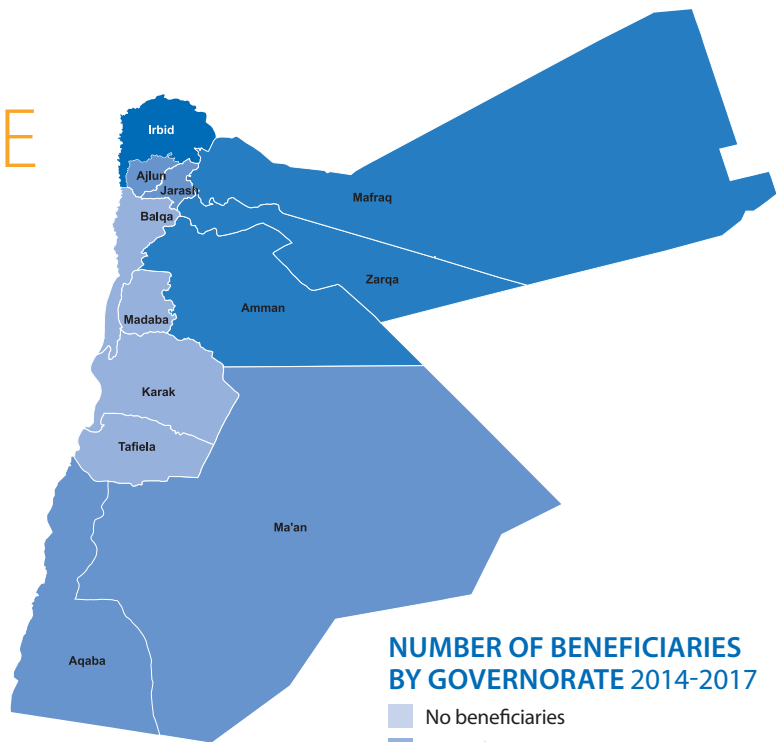 E
Irbid
Ajlun
Jarash
Mafraq
Balqa
Zarqa
Amman
Madaba
Karak
Tafiela
Ma'an
Aqaba
NUMBER OF BENEFICIARIES
BY GOVERNORATE 2014-2017
No beneficiaries